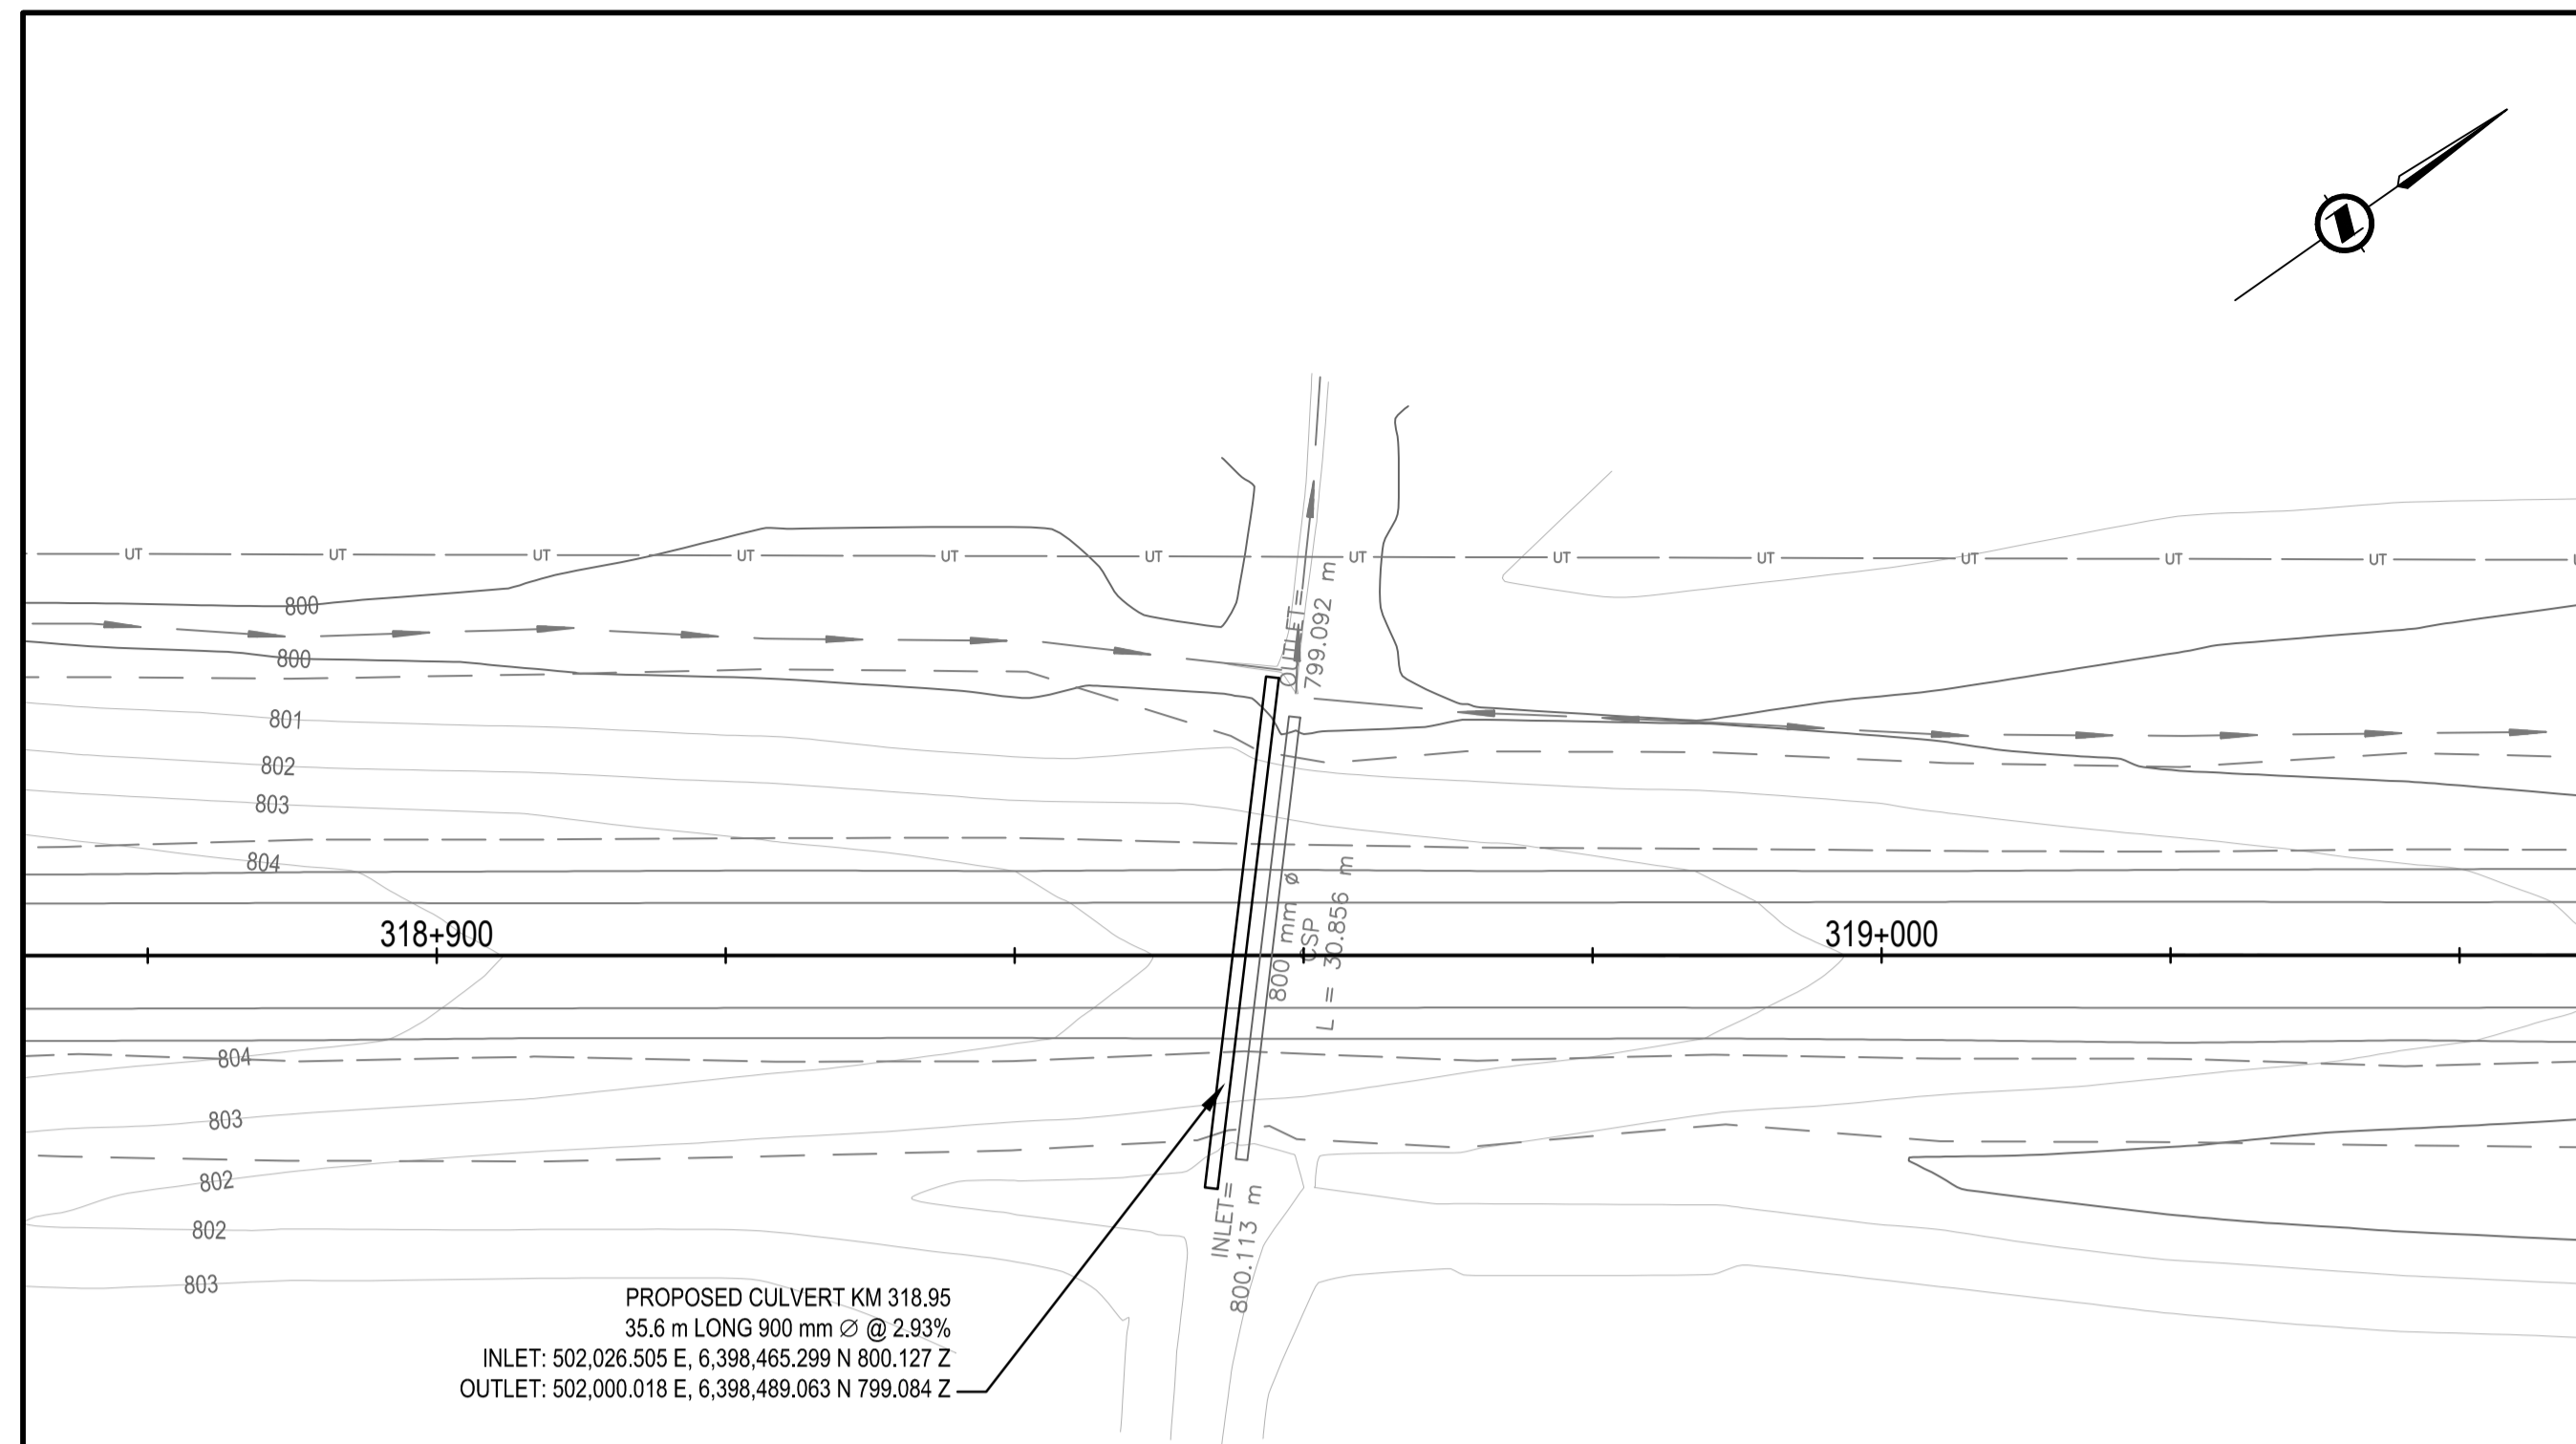 UT UT UT UT UT UT UT UT UT UT UT UT
800
800
801
802
803
804
OUTLET=
799.092 m
800 mm ø
CSP
L = 30.856 m
318+900
319+000
804
803
802
802
803
INLET=
800.113 m
PROPOSED CULVERT KM 318.95
35.6 m LONG 900 mm ∅ @ 2.93%
INLET: 502,026.505 E, 6,398,465.299 N 800.127 Z
OUTLET: 502,000.018 E, 6,398,489.063 N 799.084 Z